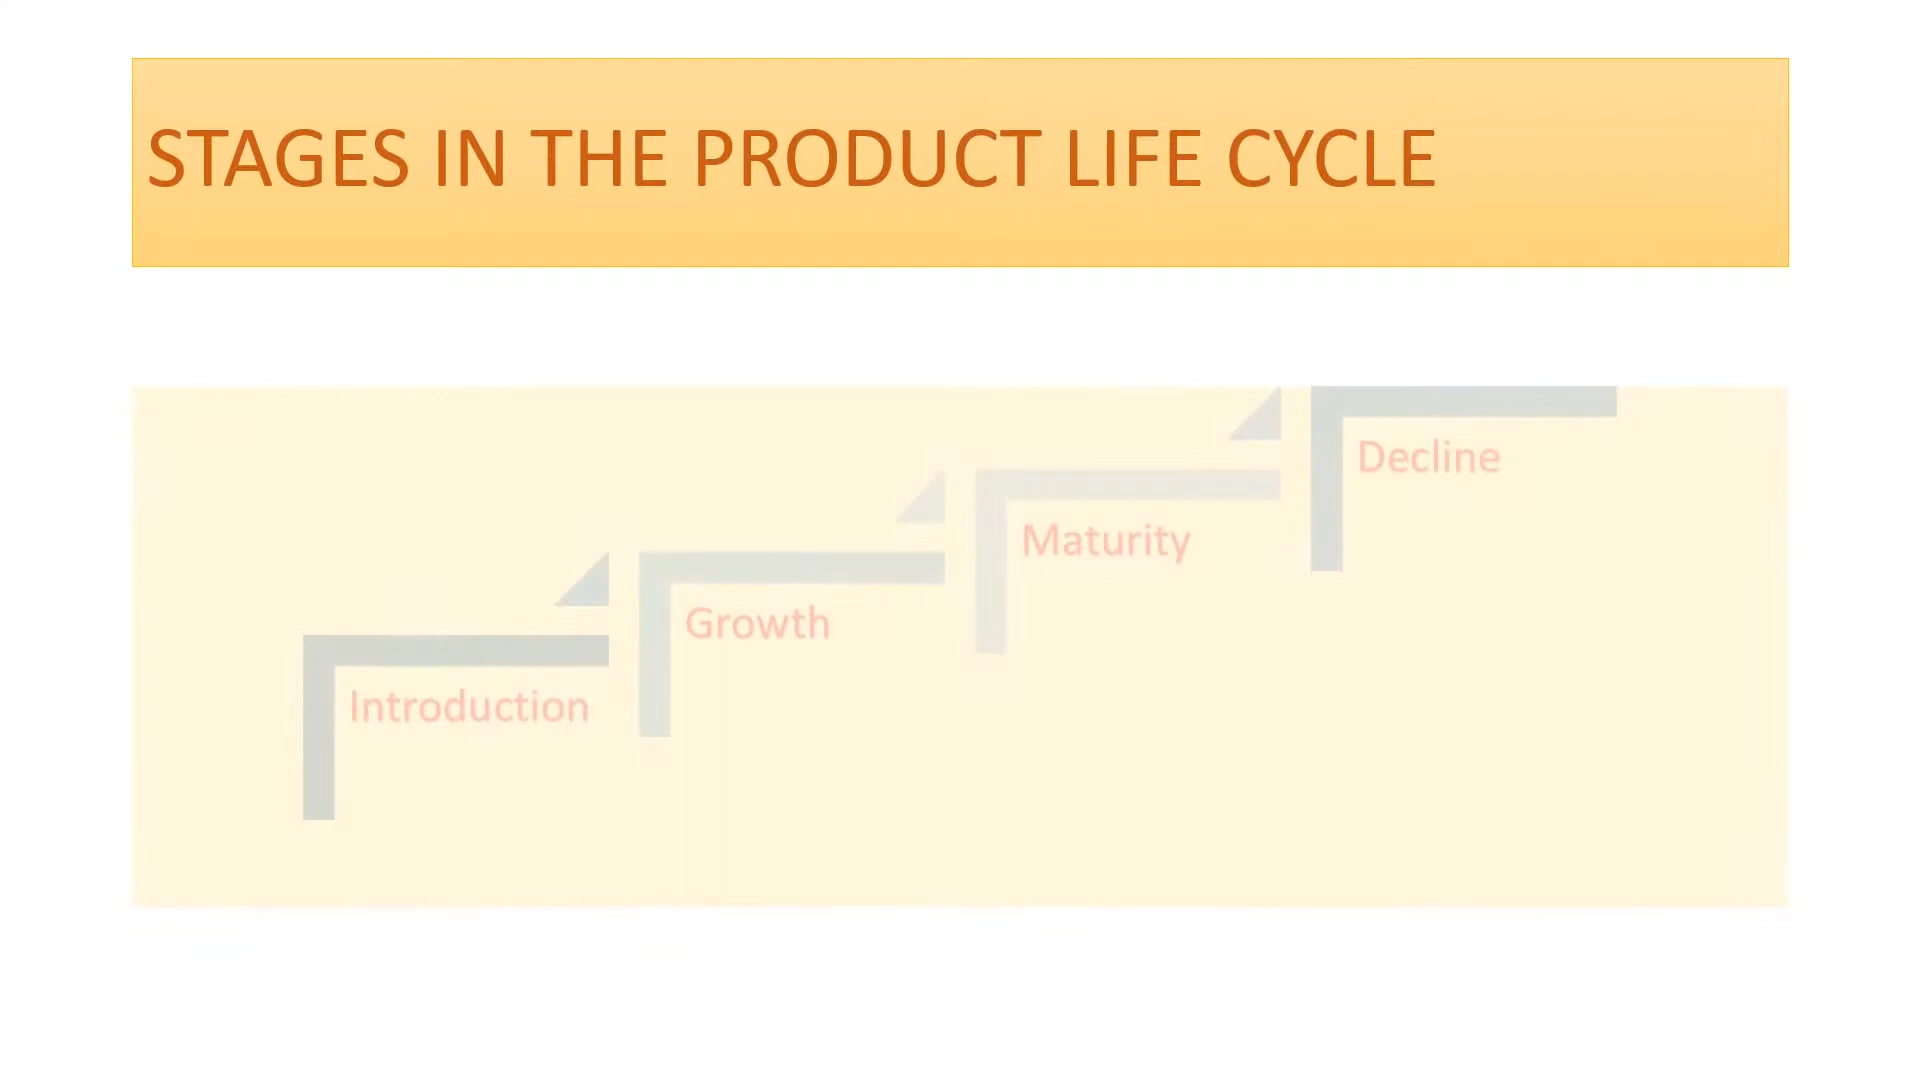 STAGES IN THE PRODUCT LIFE CYCLE
Introduction
Growth
Maturity
Decline